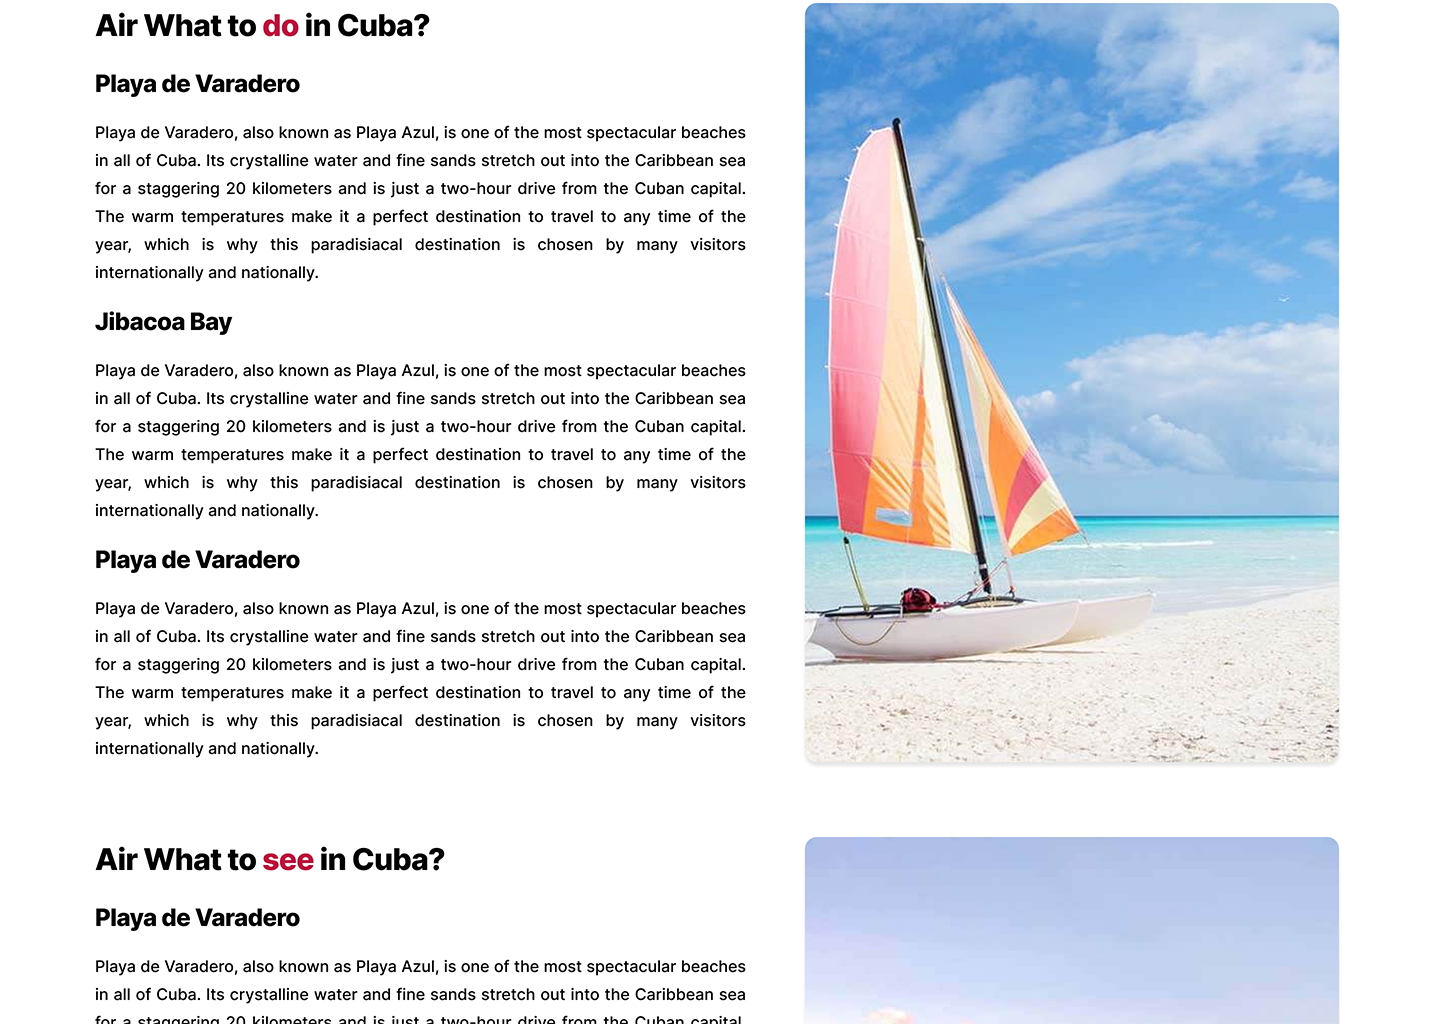 Air What to do in Cuba?
Playa de Varadero
Playa de Varadero, also known as Playa Azul, is one of the most spectacular beaches
in all of Cuba. Its crystalline water and fine sands stretch out into the Caribbean sea
for a staggering 20 kilometers and is just a two-hour drive from the Cuban capital.
The warm temperatures make it a perfect destination to travel to any time of the
year, which is why this paradisiacal destination is chosen by many visitors
internationally and nationally.
Jibacoa Bay
Playa de Varadero, also known as Playa Azul, is one of the most spectacular beaches
in all of Cuba. Its crystalline water and fine sands stretch out into the Caribbean sea
for a staggering 20 kilometers and is just a two-hour drive from the Cuban capital.
The warm temperatures make it a perfect destination to travel to any time of the
year, which is why this paradisiacal destination is chosen by many visitors
internationally and nationally.
Playa de Varadero
Playa de Varadero, also known as Playa Azul, is one of the most spectacular beaches
in all of Cuba. Its crystalline water and fine sands stretch out into the Caribbean sea
for a staggering 20 kilometers and is just a two-hour drive from the Cuban capital.
The warm temperatures make it a perfect destination to travel to any time of the
year, which is why this paradisiacal destination is chosen by many visitors
internationally and nationally.
Air What to see in Cuba?
Playa de Varadero
Playa de Varadero, also known as Playa Azul, is one of the most spectacular beaches
in all of Cuba. Its crystalline water and fine sands stretch out into the Caribbean sea
for a staggering 20 kilometers and is just a two-hour drive from the Cuban capital.